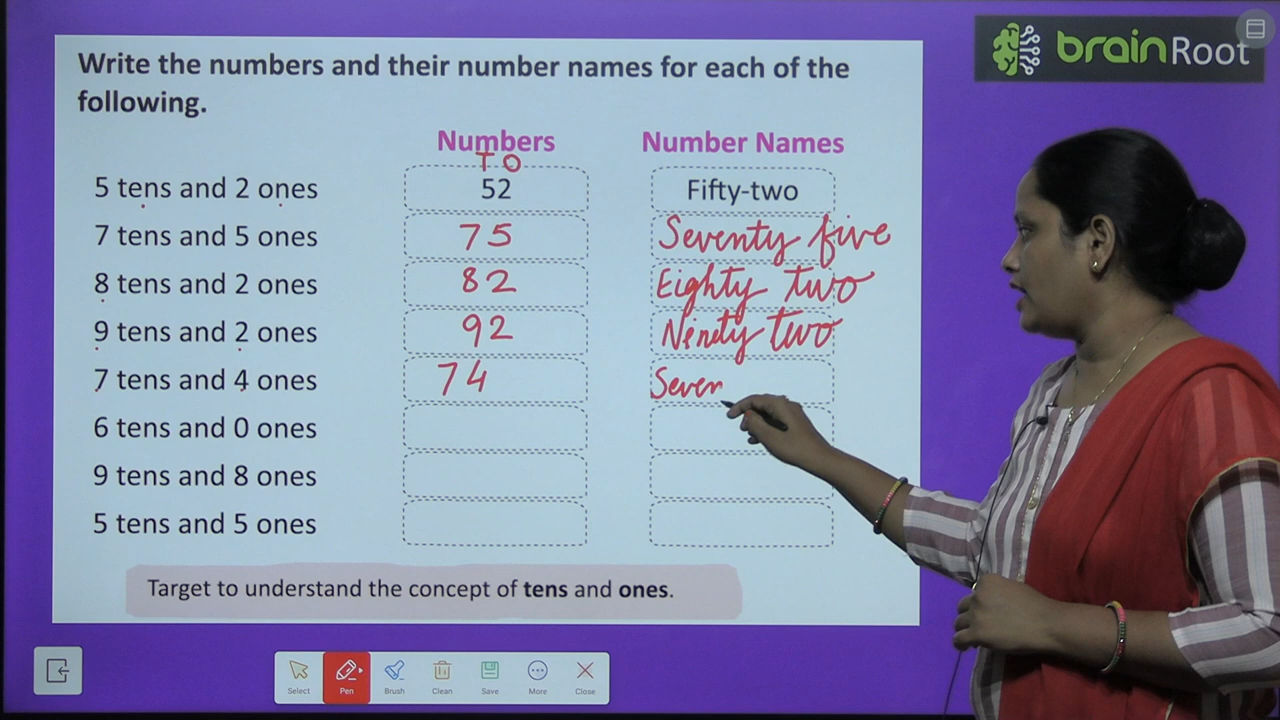 brainRoot
Write the numbers and their number names for each of the
following.
Numbers Number Names
T O
5 tens and 2 ones 52 Fifty-two
7 tens and 5 ones 75 Seventy five
8 tens and 2 ones 82 Eighty two
9 tens and 2 ones 92 Ninety two
7 tens and 4 ones 74 Seven
6 tens and 0 ones
9 tens and 8 ones
5 tens and 5 ones
Target to understand the concept of tens and ones.
Select Pen Brush Clean Save More Close